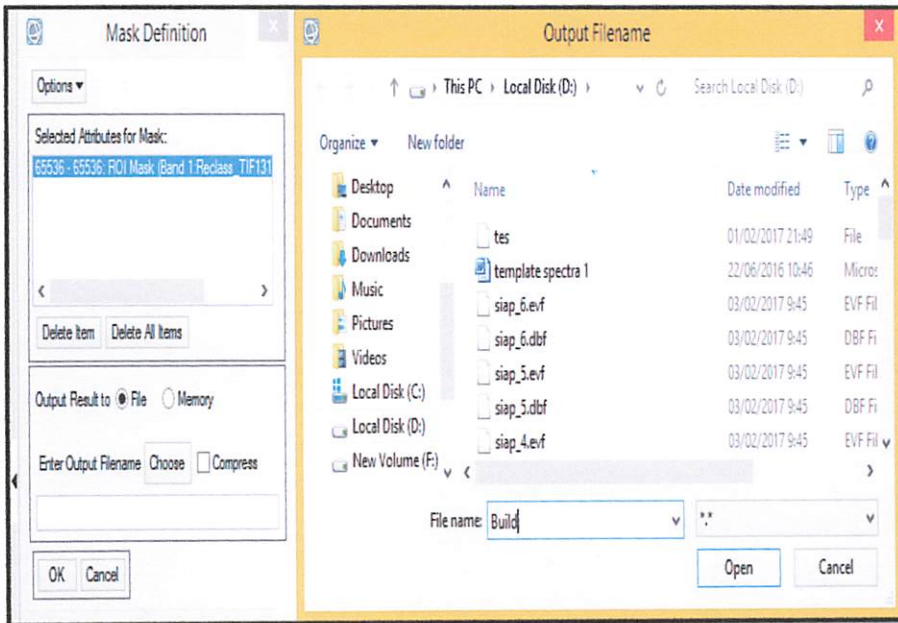 Mask Definition
Options
Selected Attributes for Mask:
65536 - 65536: ROI Mask (Band 1:Reclass_TIF131
Delete Item Delete All Items
Output Result to File Memory
Enter Output Filename Choose Compress
OK Cancel
Output Filename
This PC Local Disk (D:)
Search Local Disk (D:)
Organize New folder
Desktop
Documents
Downloads
Music
Pictures
Videos
Local Disk (C:)
Local Disk (D:)
New Volume (F:)
Name Date modified Type
tes 01/02/2017 21:49 File
template spectra 1 22/06/2016 10:46 Micros
siap_6.evf 03/02/2017 9:45 EVF Fil
siap_6.dbf 03/02/2017 9:45 DBF Fi
siap_5.evf 03/02/2017 9:45 EVF Fil
siap_5.dbf 03/02/2017 9:45 DBF Fi
siap_4.evf 03/02/2017 9:45 EVF Fil
File name: Build *.*
Open Cancel